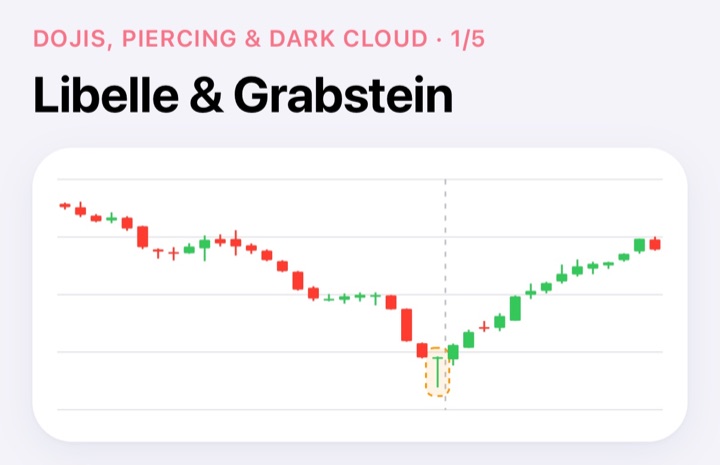 DOJIS, PIERCING & DARK CLOUD · 1/5
Libelle & Grabstein